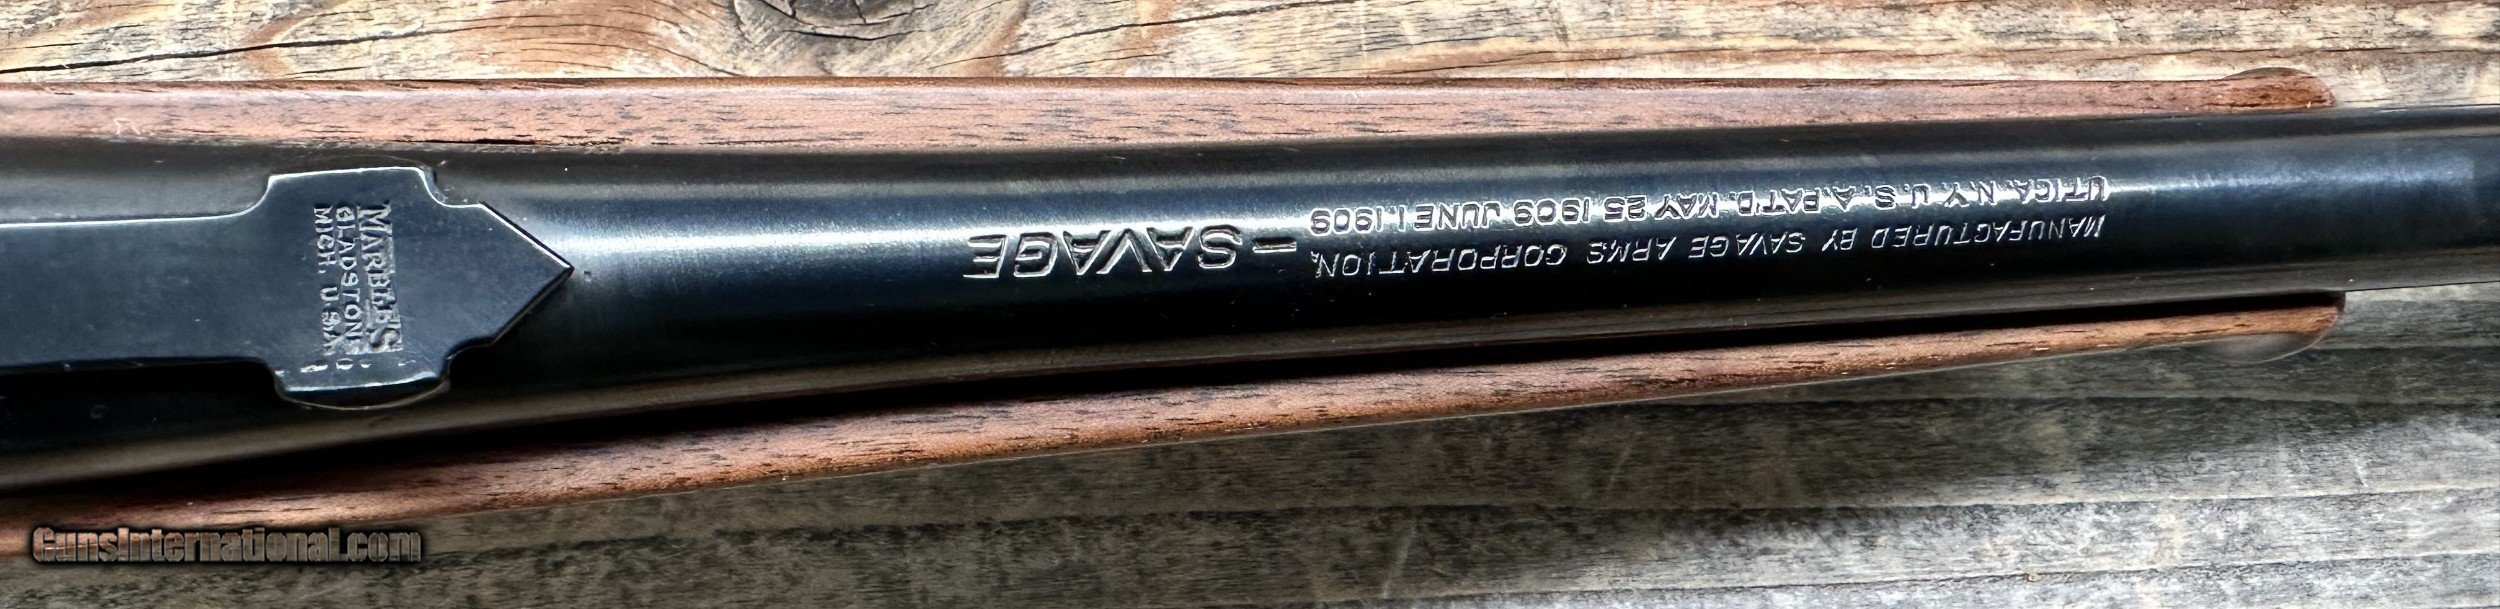 MANUFACTURED BY SAVAGE ARMS CORPORATION,
UTICA, N.Y. U.S.A. PAT'D. MAY 25 1909 JUNE 1. 1909
–SAVAGE
MARBLE'S
GLADSTONE
MICH. U.S.A.
GunsInternational.com